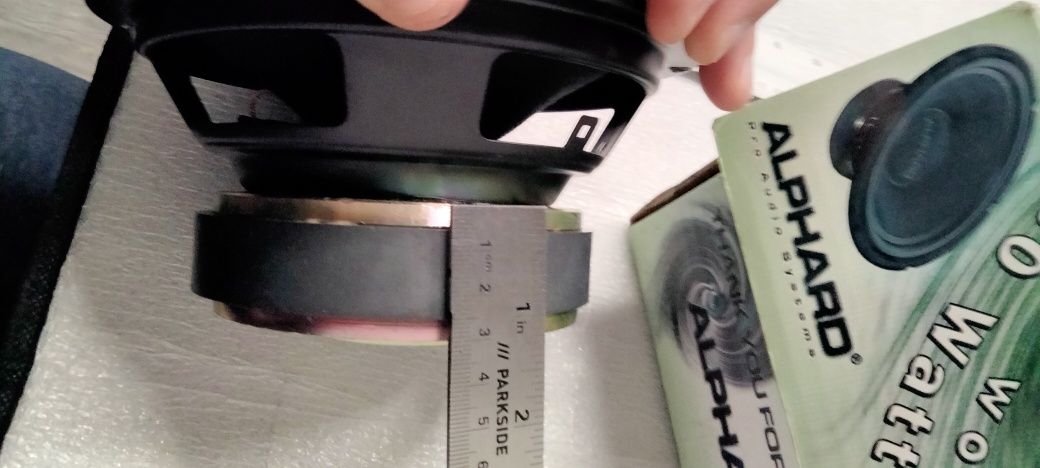 1 cm
2
3
4
5
6
1 in
2
/// PARKSIDE
ALPHARD®
Pro Audio Systems
Watt
THANK YOU FOR
ALPHA